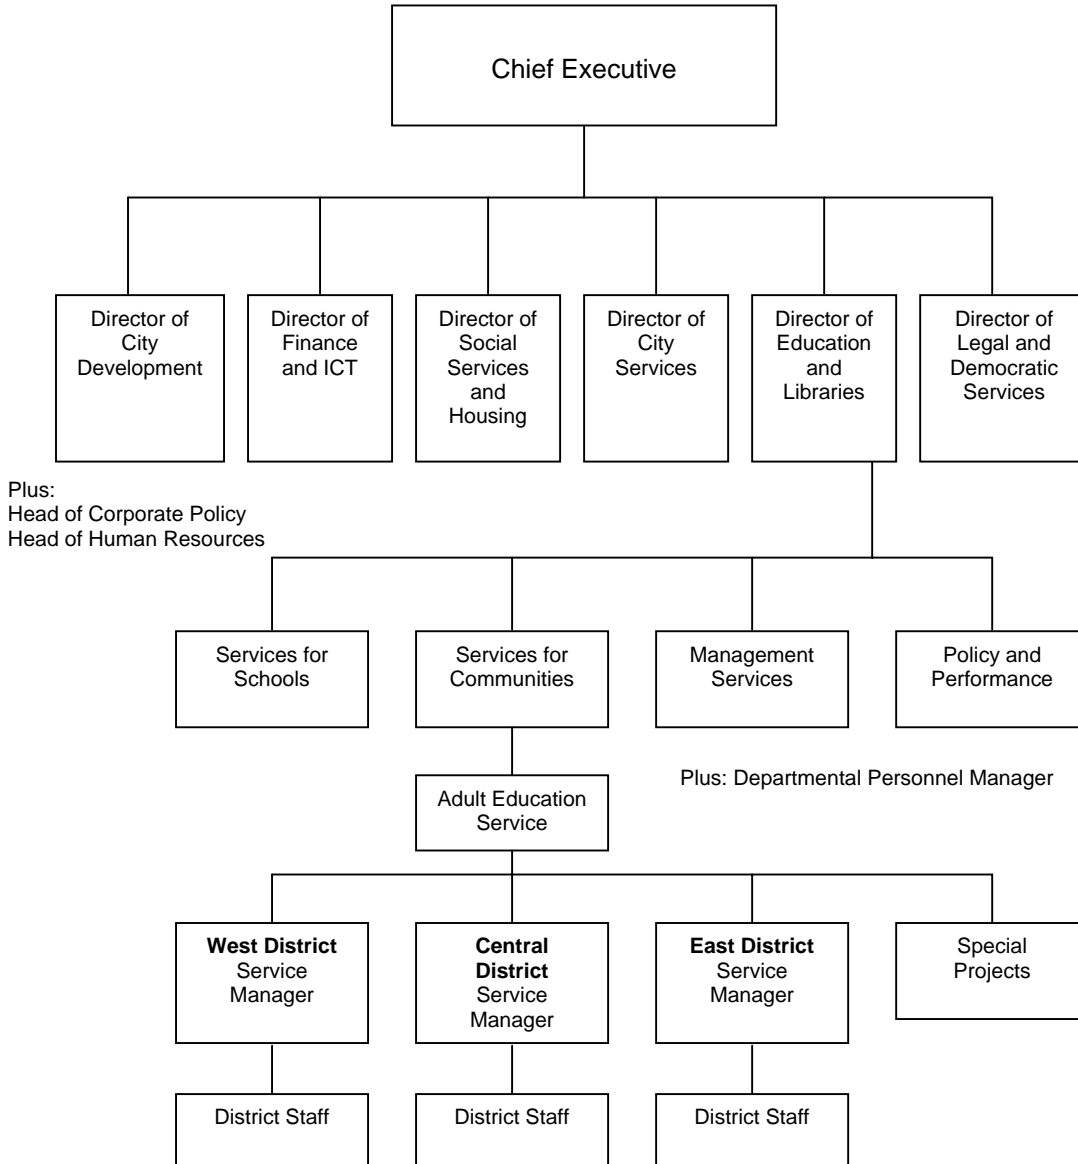 Chief Executive
Director of
City
Development
Director of
Finance
and ICT
Director of
Social
Services
and
Housing
Director of
City
Services
Director of
Education
and
Libraries
Director of
Legal and
Democratic
Services
Plus:
Head of Corporate Policy
Head of Human Resources
Services for
Schools
Services for
Communities
Management
Services
Policy and
Performance
Plus: Departmental Personnel Manager
Adult Education
Service
West District
Service
Manager
Central
District
Service
Manager
East District
Service
Manager
Special
Projects
District Staff
District Staff
District Staff